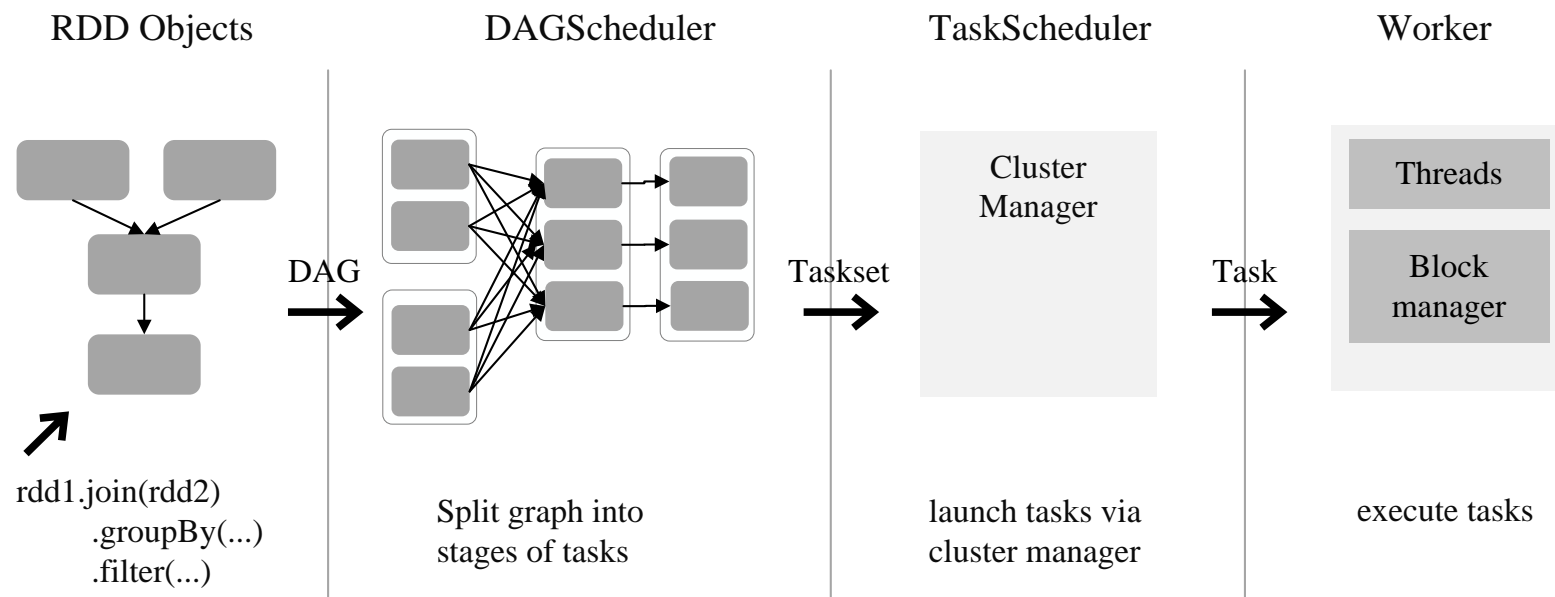 RDD Objects
DAGScheduler
TaskScheduler
Worker
DAG
Taskset
Cluster
Manager
Task
Threads
Block
manager
rdd1.join(rdd2)
.groupBy(...)
.filter(...)
Split graph into
stages of tasks
launch tasks via
cluster manager
execute tasks